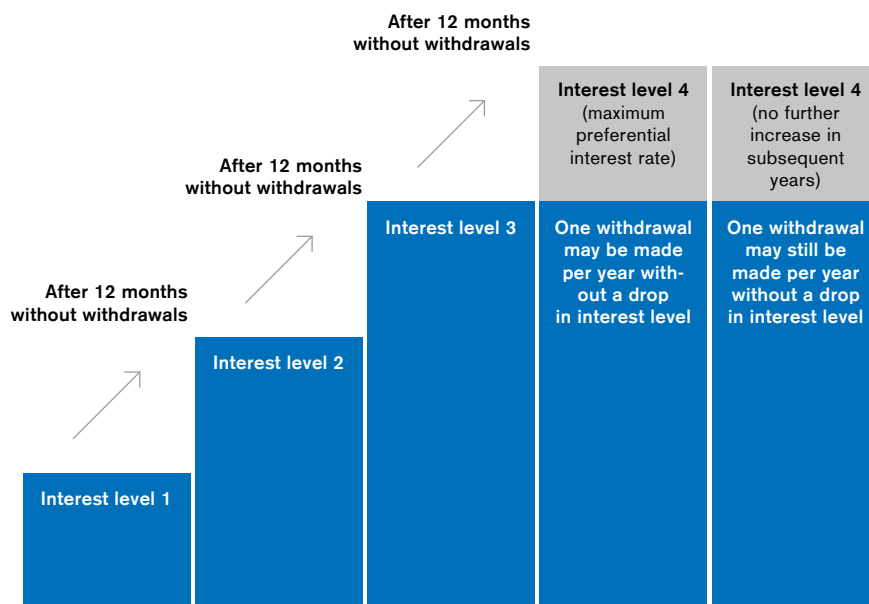 After 12 months
without withdrawals
Interest level 4
(maximum
preferential
interest rate)
Interest level 4
(no further
increase in
subsequent
years)
After 12 months
without withdrawals
Interest level 3
One withdrawal
may be made
per year with-
out a drop
in interest level
One withdrawal
may still be
made per year
without a drop
in interest level
After 12 months
without withdrawals
Interest level 2
Interest level 1